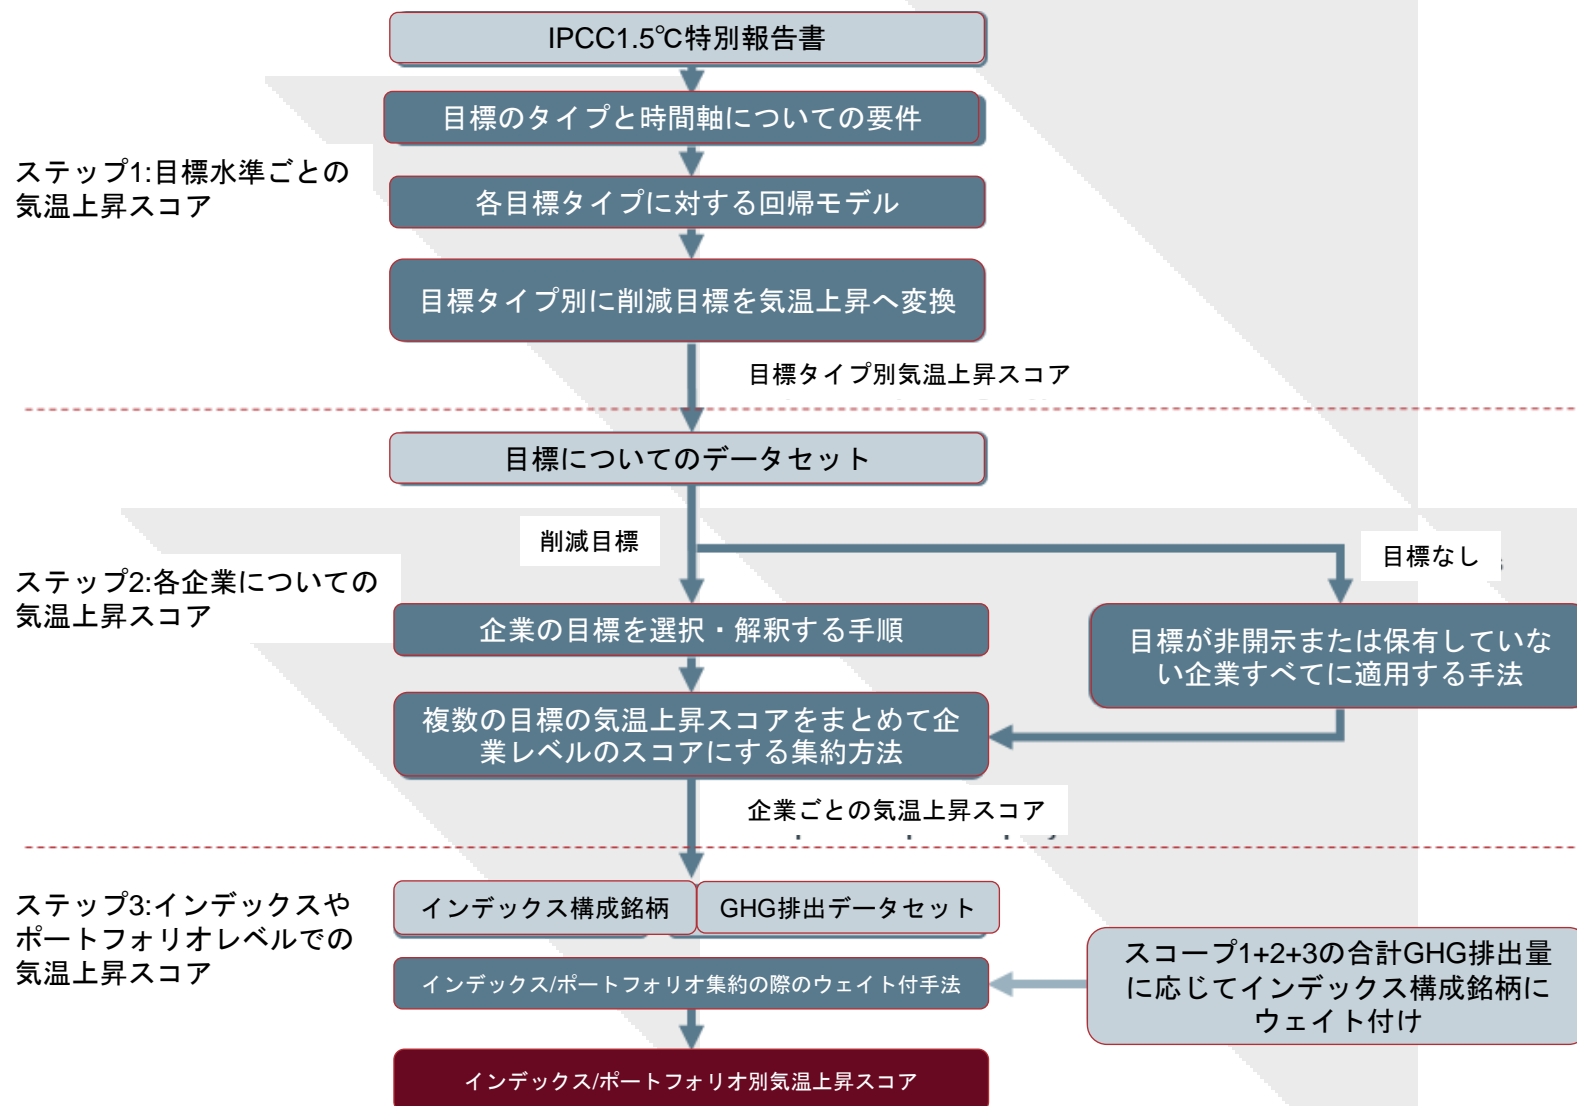 IPCC1.5℃特別報告書
目標のタイプと時間軸についての要件
ステップ1:目標水準ごとの
気温上昇スコア
各目標タイプに対する回帰モデル
目標タイプ別に削減目標を気温上昇へ変換
目標タイプ別気温上昇スコア
目標についてのデータセット
削減目標
目標なし
ステップ2:各企業についての
気温上昇スコア
企業の目標を選択・解釈する手順
目標が非開示または保有していな
い企業すべてに適用する手法
複数の目標の気温上昇スコアをまとめて企
業レベルのスコアにする集約方法
企業ごとの気温上昇スコア
ステップ3:インデックスや
ポートフォリオレベルでの
気温上昇スコア
インデックス構成銘柄
GHG排出データセット
スコープ1+2+3の合計GHG排出量
に応じてインデックス構成銘柄に
ウェイト付け
インデックス/ポートフォリオ集約の際のウェイト付手法
インデックス/ポートフォリオ別気温上昇スコア